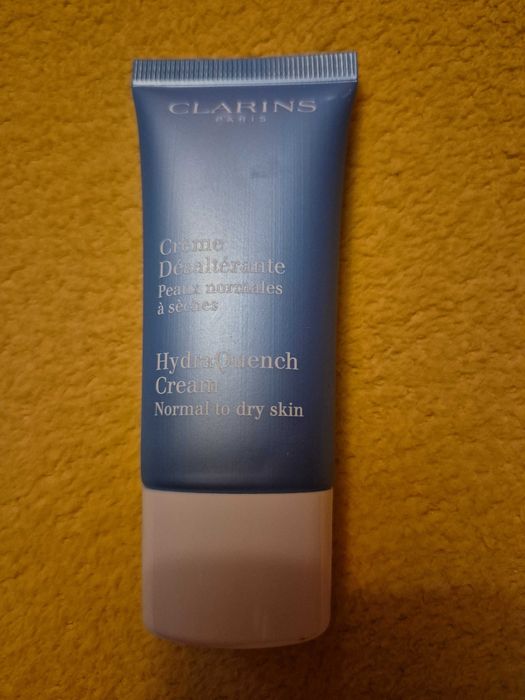 CLARINS
PARIS
Crème
Désaltérante
Peaux normales
à sèches
HydraQuench
Cream
Normal to dry skin